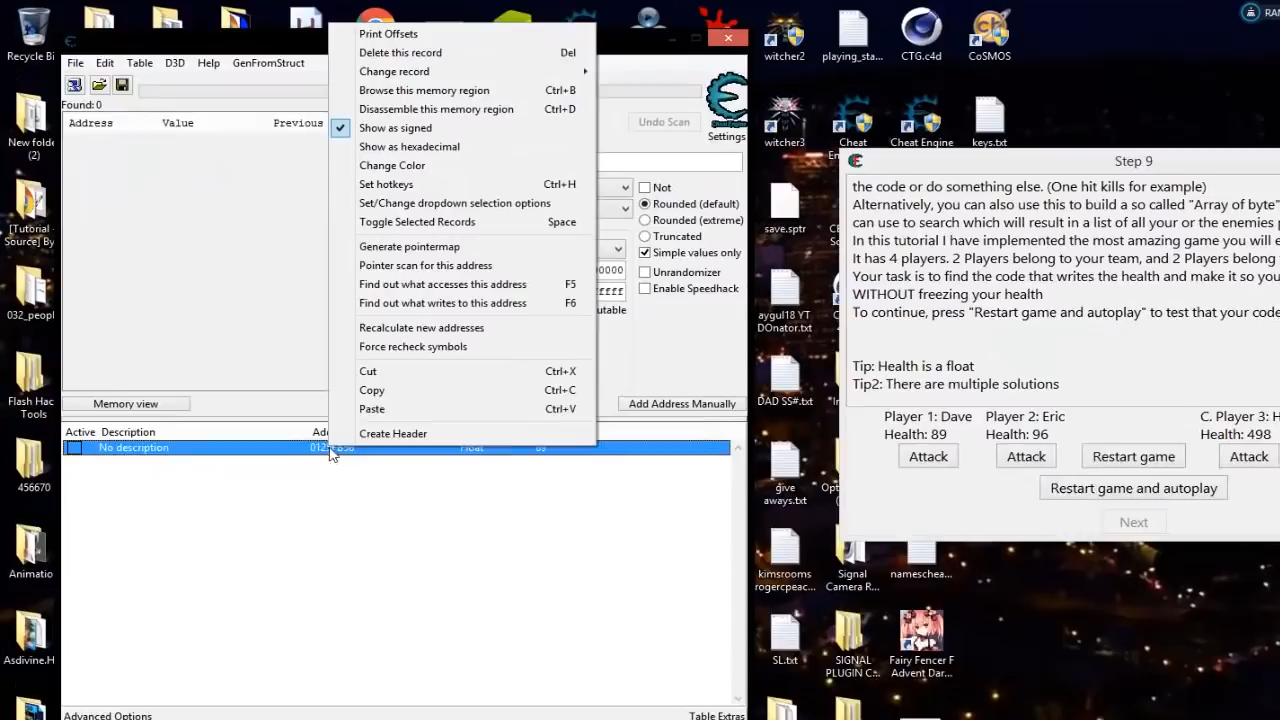 Recycle Bi
New folde
(2)
[Tutorial -
Source] By
032_peopl
Flash Hac
Tools
456670
Animatio
Asdivine.H
File Edit Table D3D Help GenFromStruct
Found: 0
Address Value Previous
Memory view
Print Offsets
Delete this record Del
Change record
Browse this memory region Ctrl+B
Disassemble this memory region Ctrl+D
Show as signed
Show as hexadecimal
Change Color
Set hotkeys Ctrl+H
Set/Change dropdown selection options
Toggle Selected Records Space
Generate pointermap
Pointer scan for this address
Find out what accesses this address F5
Find out what writes to this address F6
Recalculate new addresses
Force recheck symbols
Cut Ctrl+X
Copy Ctrl+C
Paste Ctrl+V
Create Header
Undo Scan
Cheat Engine
Settings
Not
Rounded (default)
Rounded (extreme)
Truncated
Simple values only
00000
Unrandomizer
ffff
Enable Speedhack
utable
Add Address Manually
Active Description Ad
No description Float 89
Advanced Options Table Extras
witcher2
playing_sta...
CTG.c4d
CoSMOS
RAM
witcher3
Cheat
En
Cheat Engine
keys.txt
save.sptr
aygul18 YT
DOnator.txt
DAD SS#.txt
give
aways.txt
Opt
kimsrooms
rogercpeac...
Signal
Camera R...
nameschea...
SL.txt
SIGNAL
PLUGIN C...
Fairy Fencer F
Advent Dar...
Step 9
the code or do something else. (One hit kills for example)
Alternatively, you can also use this to build a so called "Array of byte"
can use to search which will result in a list of all your or the enemies p
In this tutorial I have implemented the most amazing game you will e
It has 4 players. 2 Players belong to your team, and 2 Players belong
Your task is to find the code that writes the health and make it so you
WITHOUT freezing your health
To continue, press "Restart game and autoplay" to test that your code
Tip: Health is a float
Tip2: There are multiple solutions
Player 1: Dave Player 2: Eric C. Player 3: H
Health: 89 Health: 96 Health: 498
Attack Attack Restart game Attack
Restart game and autoplay
Next